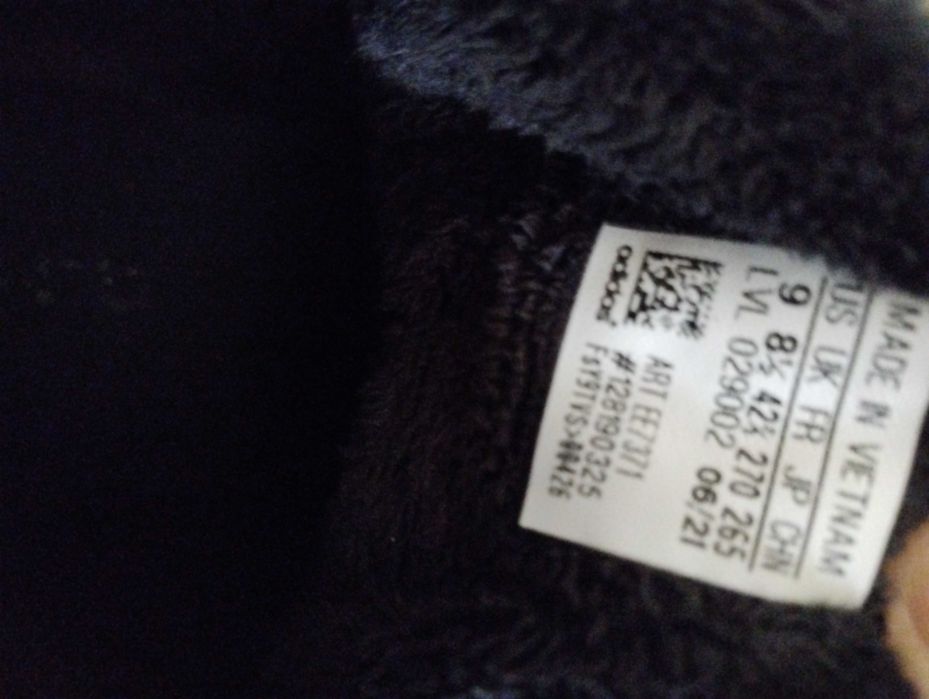 MADE IN VIETNAM
US UK FR JP CHN
9 8½ 42⅔ 270 265
LVL 029002 06/21
adidas
ART EE7371
#128190325